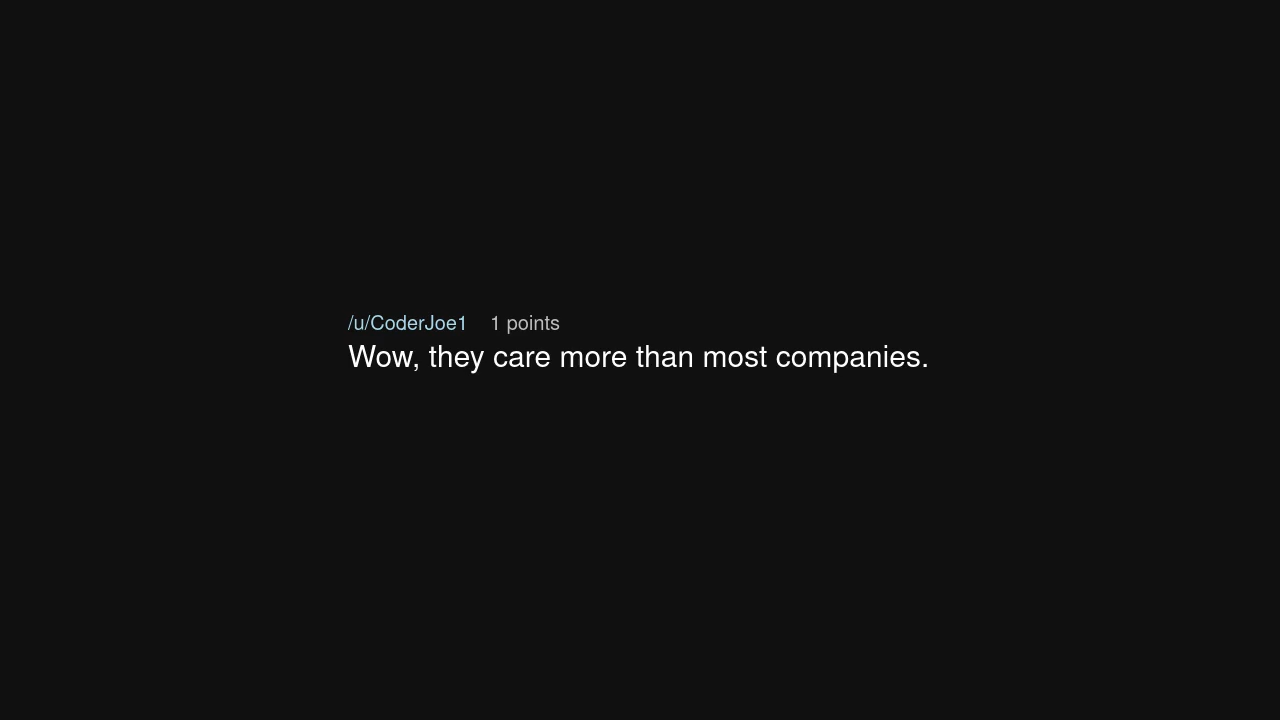 /u/CoderJoe1 1 points
Wow, they care more than most companies.